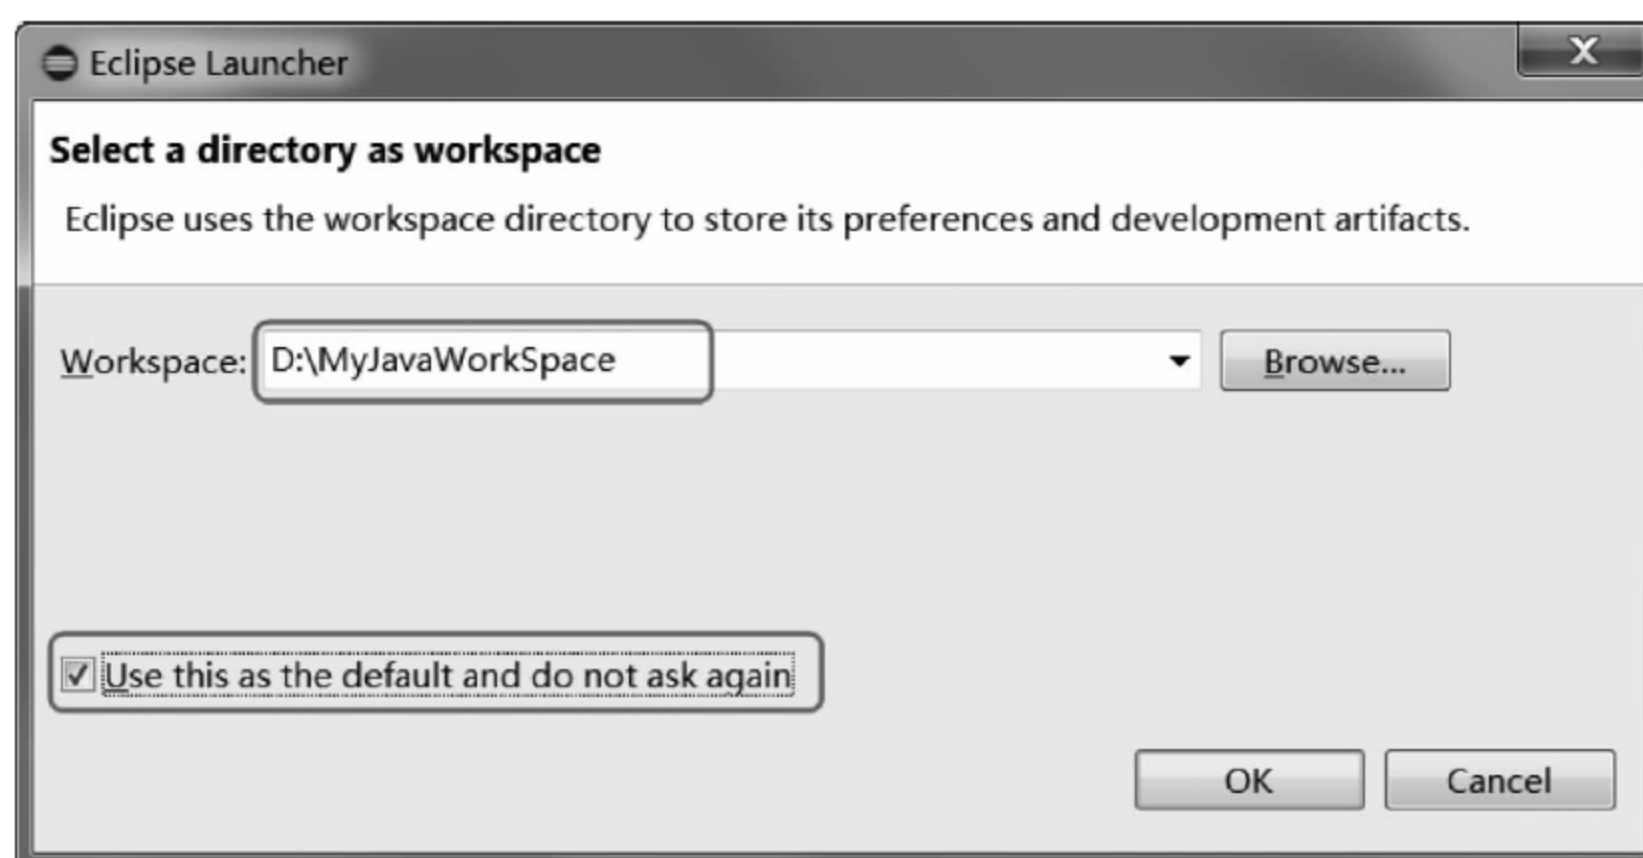 Eclipse Launcher
X
Select a directory as workspace
Eclipse uses the workspace directory to store its preferences and development artifacts.
Workspace: D:\MyJavaWorkSpace Browse...
Use this as the default and do not ask again
OK Cancel